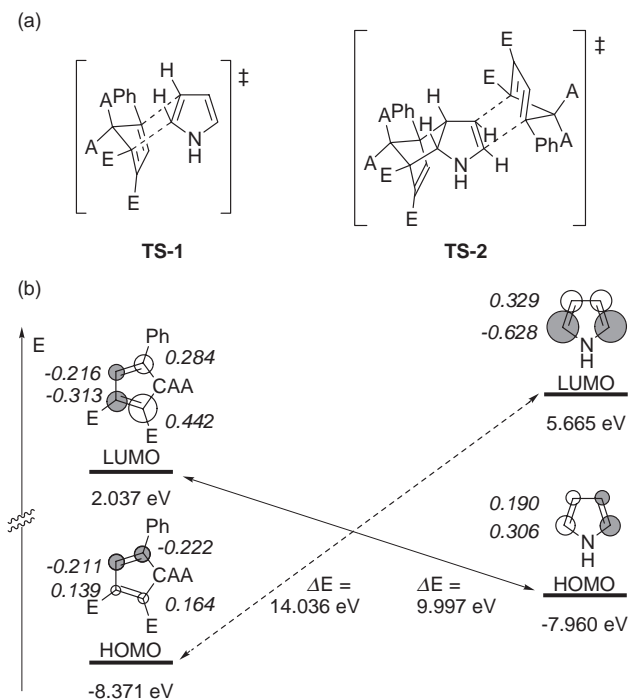 (a)
A
Ph
H
H
A
E
E
N
H
‡
TS-1
E
E
A
Ph
H
H
H
H
A
A
A
Ph
E
N
H
E
‡
TS-2
(b)
E
Ph
-0.216
0.284
-0.313
CAA
E
0.442
E
LUMO
2.037 eV
Ph
-0.211
-0.222
CAA
0.139
0.164
E
E
HOMO
-8.371 eV
0.329
-0.628
N
H
LUMO
5.665 eV
0.190
0.306
N
H
HOMO
-7.960 eV
ΔE =
14.036 eV
ΔE =
9.997 eV